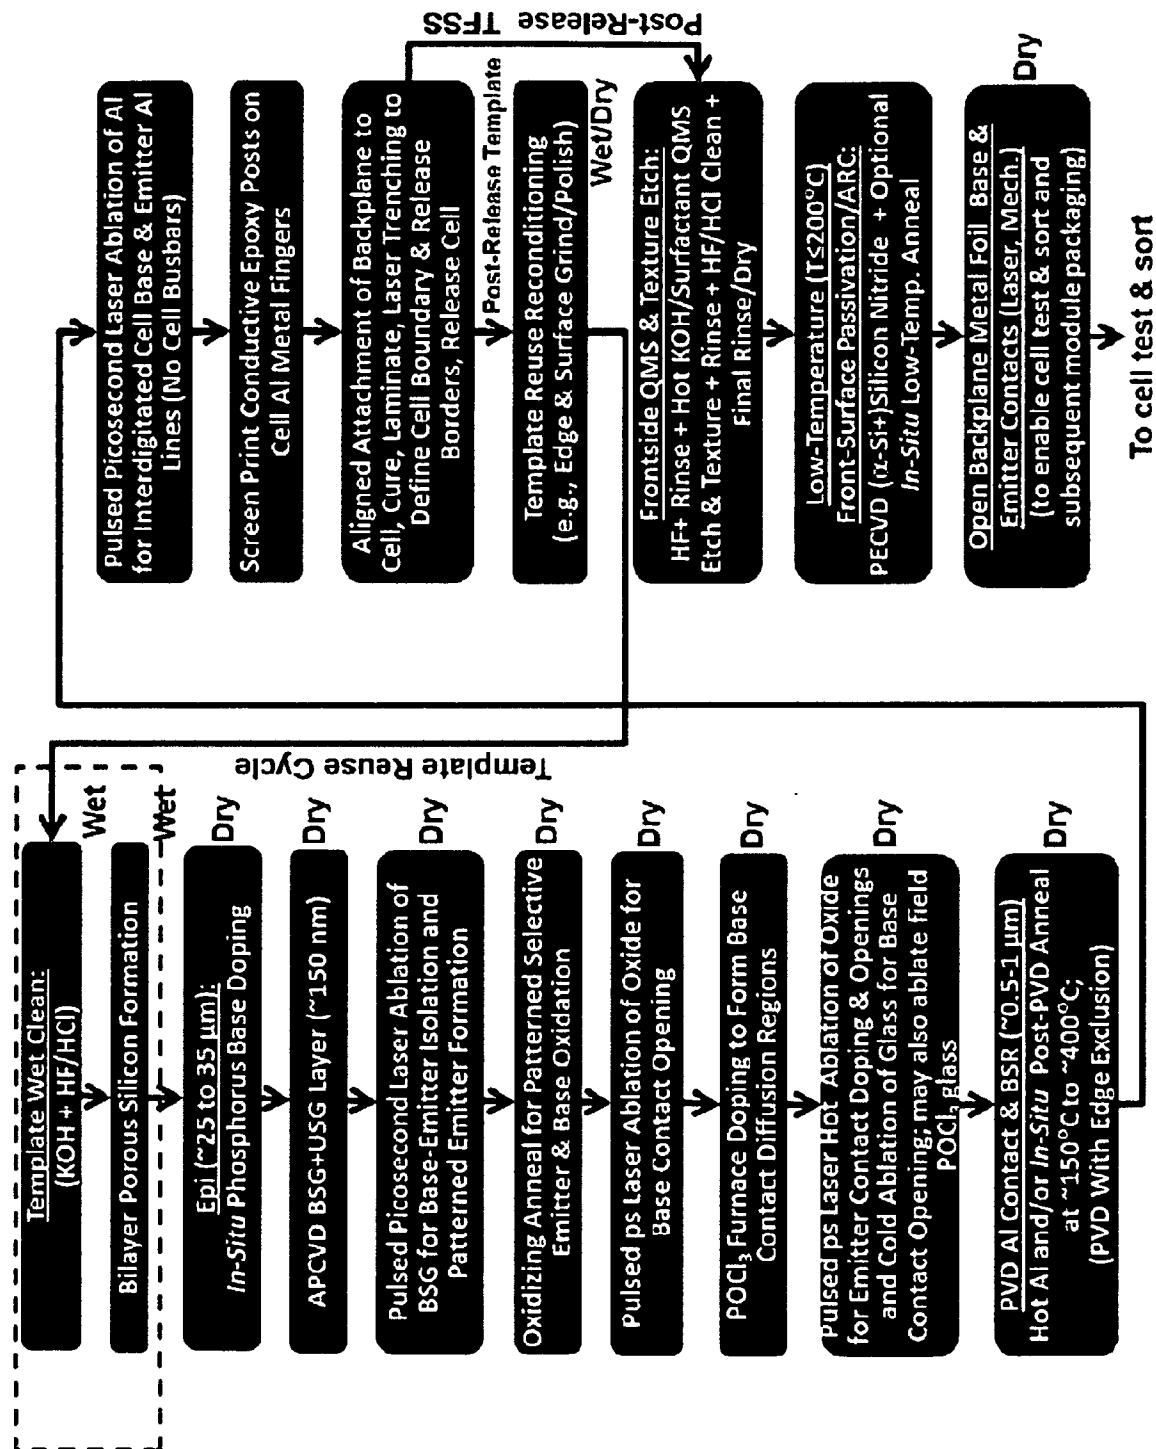 Template Wet Clean:
(KOH + HF/HCl)
Wet
Bilayer Porous Silicon Formation
Wet
Epi (~25 to 35 µm):
In-Situ Phosphorus Base Doping
Dry
APCVD BSG+USG Layer (~150 nm)
Dry
Pulsed Picosecond Laser Ablation of
BSG for Base-Emitter Isolation and
Patterned Emitter Formation
Dry
Oxidizing Anneal for Patterned Selective
Emitter & Base Oxidation
Dry
Pulsed ps Laser Ablation of Oxide for
Base Contact Opening
Dry
POCl₃ Furnace Doping to Form Base
Contact Diffusion Regions
Dry
Pulsed ps Laser Hot Ablation of Oxide
for Emitter Contact Doping & Openings
and Cold Ablation of Glass for Base
Contact Opening; may also ablate field
POCl₃ glass
Dry
PVD Al Contact & BSR (~0.5-1 µm)
Hot Al and/or In-Situ Post-PVD Anneal
at ~150°C to ~400°C;
(PVD With Edge Exclusion)
Dry
Template Reuse Cycle
Pulsed Picosecond Laser Ablation of Al
for Interdigitated Cell Base & Emitter Al
Lines (No Cell Busbars)
Screen Print Conductive Epoxy Posts on
Cell Al Metal Fingers
Aligned Attachment of Backplane to
Cell, Cure, Laminate, Laser Trenching to
Define Cell Boundary & Release
Borders, Release Cell
Post-Release Template
Post-Release TFSS
Template Reuse Reconditioning
(e.g., Edge & Surface Grind/Polish)
Wet/Dry
Frontside QMS & Texture Etch:
HF+ Rinse + Hot KOH/Surfactant QMS
Etch & Texture + Rinse + HF/HCl Clean +
Final Rinse/Dry
Low-Temperature (T≤200°C)
Front-Surface Passivation/ARC:
PECVD (α-Si+)Silicon Nitride + Optional
In-Situ Low-Temp. Anneal
Open Backplane Metal Foil Base &
Emitter Contacts (Laser, Mech.)
(to enable cell test & sort and
subsequent module packaging)
Dry
To cell test & sort